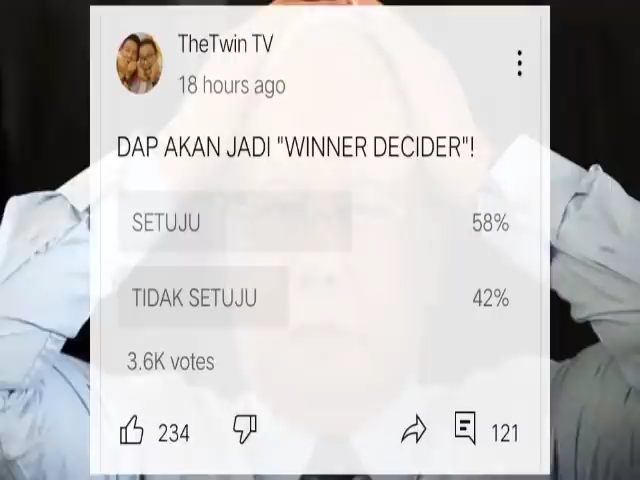 TheTwin TV
18 hours ago
DAP AKAN JADI "WINNER DECIDER"!
SETUJU 58%
TIDAK SETUJU 42%
3.6K votes
234 121